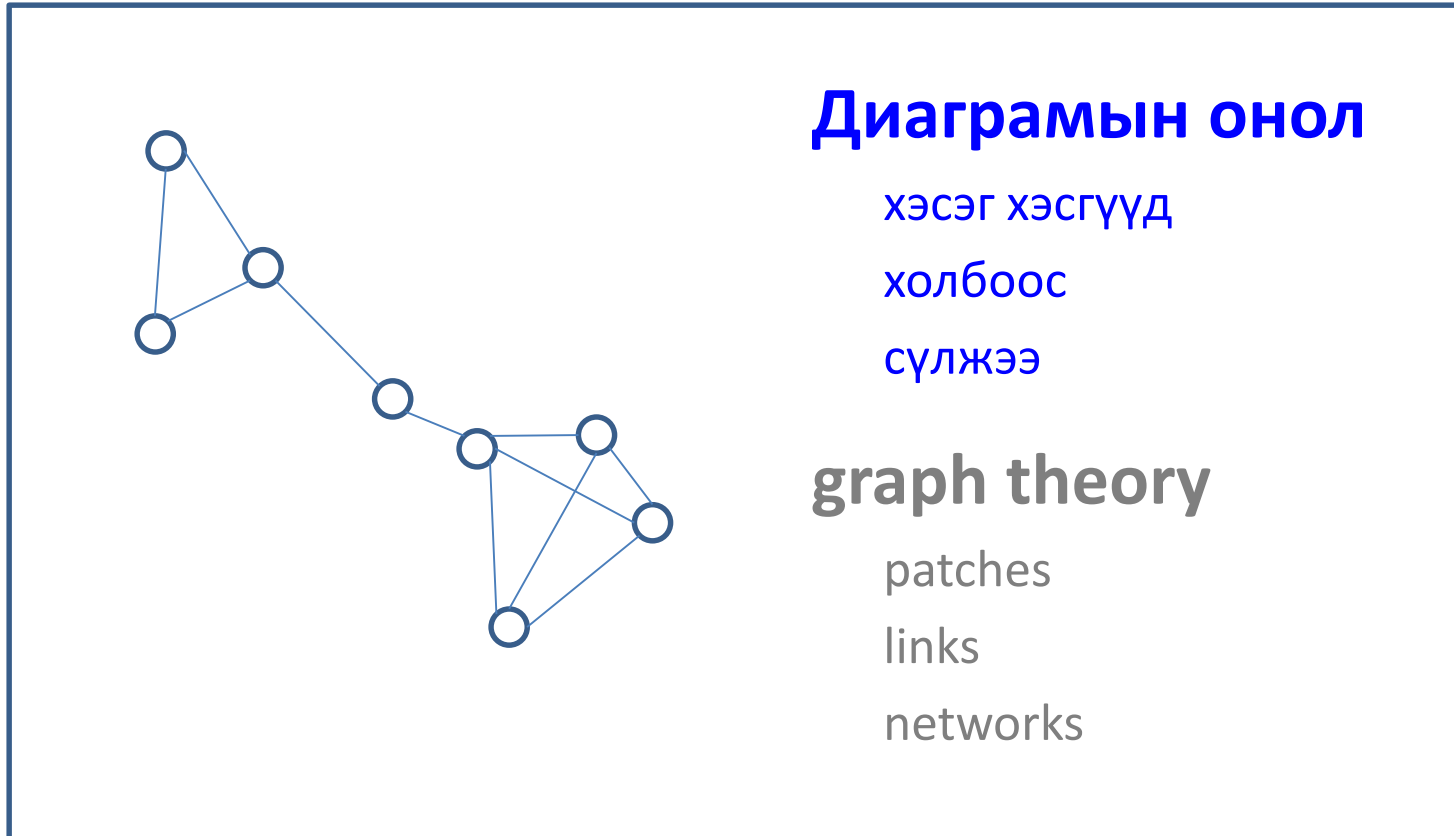 Диаграмын онол
хэсэг хэсгүүд
холбоос
сүлжээ
graph theory
patches
links
networks